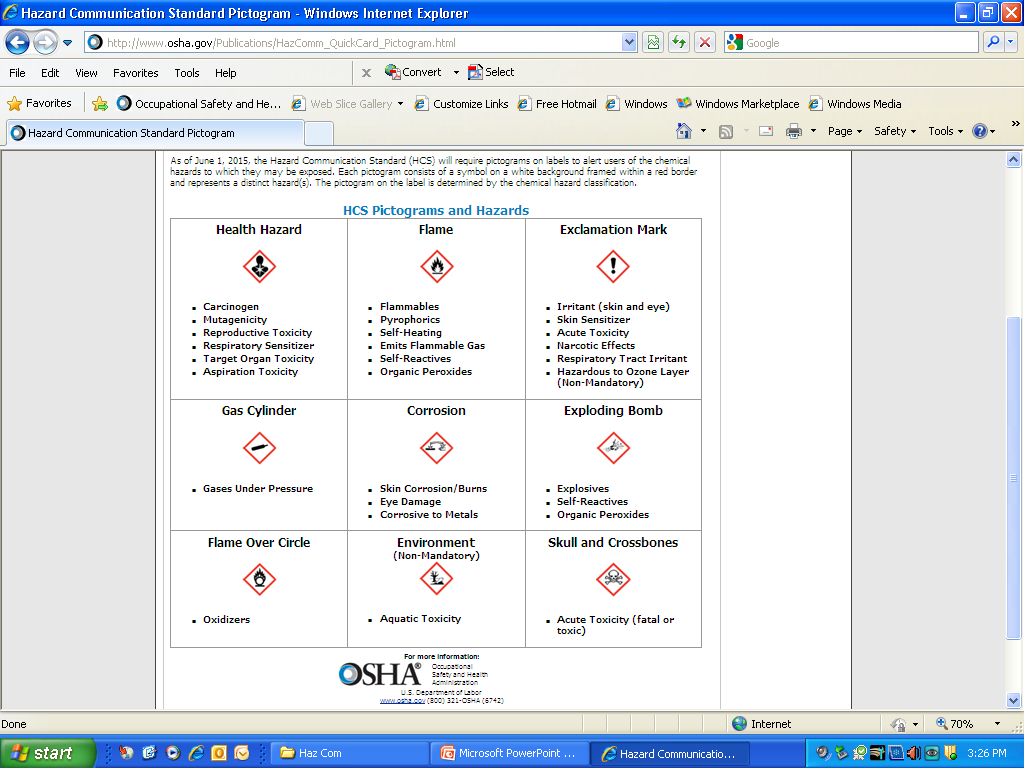 Hazard Communication Standard Pictogram - Windows Internet Explorer
http://www.osha.gov/Publications/HazComm_QuickCard_Pictogram.html
Google
File Edit View Favorites Tools Help
x Convert Select
Favorites
Occupational Safety and He...
Web Slice Gallery
Customize Links
Free Hotmail
Windows
Windows Marketplace
Windows Media
Hazard Communication Standard Pictogram
Page Safety Tools
As of June 1, 2015, the Hazard Communication Standard (HCS) will require pictograms on labels to alert users of the chemical
hazards to which they may be exposed. Each pictogram consists of a symbol on a white background framed within a red border
and represents a distinct hazard(s). The pictogram on the label is determined by the chemical hazard classification.
HCS Pictograms and Hazards
Health Hazard
Carcinogen
Mutagenicity
Reproductive Toxicity
Respiratory Sensitizer
Target Organ Toxicity
Aspiration Toxicity
Flame
Flammables
Pyrophorics
Self-Heating
Emits Flammable Gas
Self-Reactives
Organic Peroxides
Exclamation Mark
Irritant (skin and eye)
Skin Sensitizer
Acute Toxicity
Narcotic Effects
Respiratory Tract Irritant
Hazardous to Ozone Layer
(Non-Mandatory)
Gas Cylinder
Gases Under Pressure
Corrosion
Skin Corrosion/Burns
Eye Damage
Corrosive to Metals
Exploding Bomb
Explosives
Self-Reactives
Organic Peroxides
Flame Over Circle
Oxidizers
Environment
(Non-Mandatory)
Aquatic Toxicity
Skull and Crossbones
Acute Toxicity (fatal or
toxic)
For more information:
OSHA®
Occupational
Safety and Health
Administration
U.S. Department of Labor
www.osha.gov (800) 321-OSHA (6742)
Done
Internet
70%
start
Haz Com
Microsoft PowerPoint ...
Hazard Communicatio...
3:26 PM